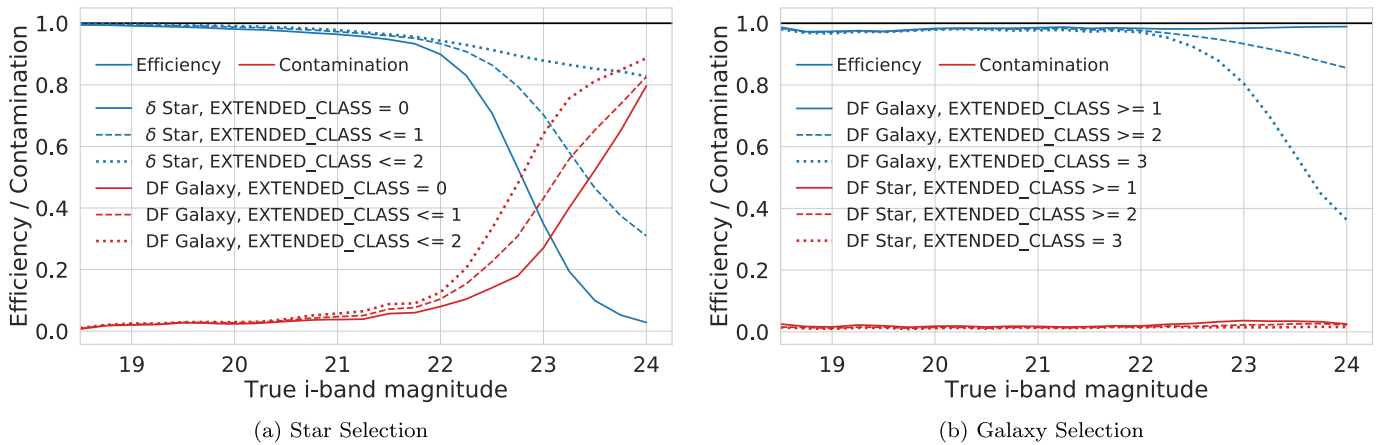 Efficiency / Contamination
1.0
0.8
0.6
0.4
0.2
0.0
Efficiency Contamination
δ Star, EXTENDED_CLASS = 0
δ Star, EXTENDED_CLASS <= 1
δ Star, EXTENDED_CLASS <= 2
DF Galaxy, EXTENDED_CLASS = 0
DF Galaxy, EXTENDED_CLASS <= 1
DF Galaxy, EXTENDED_CLASS <= 2
19 20 21 22 23 24
True i-band magnitude
(a) Star Selection
Efficiency / Contamination
1.0
0.8
0.6
0.4
0.2
0.0
Efficiency Contamination
DF Galaxy, EXTENDED_CLASS >= 1
DF Galaxy, EXTENDED_CLASS >= 2
DF Galaxy, EXTENDED_CLASS = 3
DF Star, EXTENDED_CLASS >= 1
DF Star, EXTENDED_CLASS >= 2
DF Star, EXTENDED_CLASS = 3
19 20 21 22 23 24
True i-band magnitude
(b) Galaxy Selection